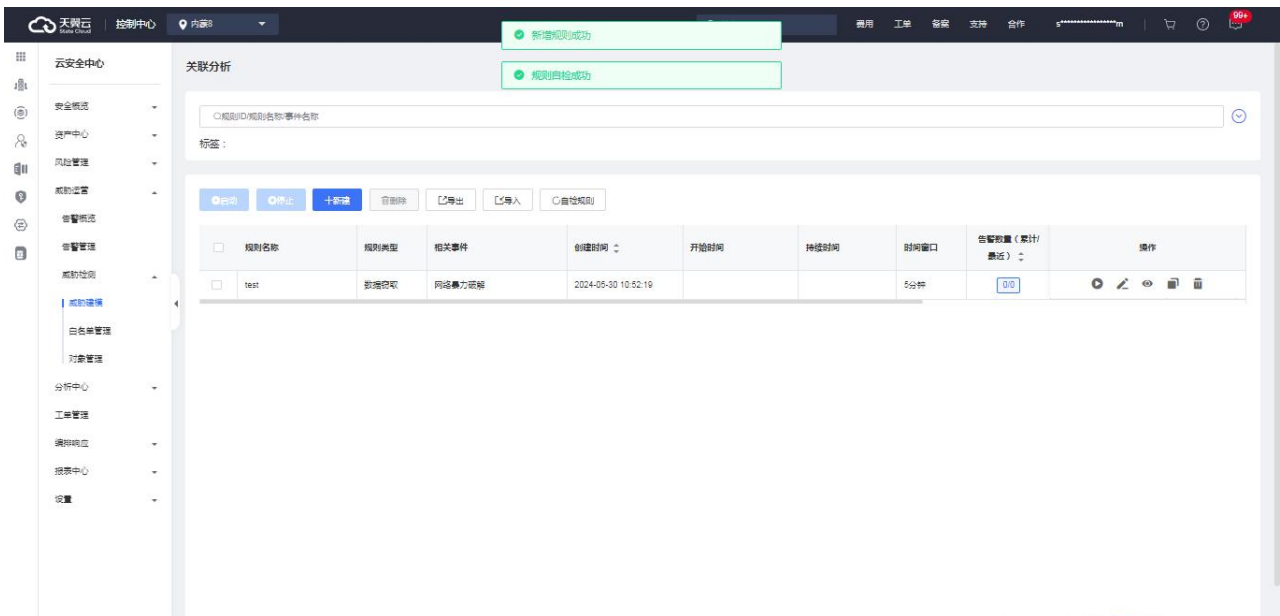 天翼云
State Cloud
控制中心
内蒙8
费用
工单
备案
支持
合作
s*****************m
99+
新增规则成功
规则自检成功
云安全中心
安全概览
资产中心
风险管理
威胁运营
告警概览
告警管理
威胁检测
威胁建模
白名单管理
对象管理
分析中心
工单管理
编排响应
报表中心
设置
关联分析
规则ID/规则名称/事件名称
标签：
启动
停止
新建
删除
导出
导入
自检规则
规则名称
规则类型
相关事件
创建时间
开始时间
持续时间
时间窗口
告警数量（累计/
最近）
操作
test
数据窃取
网络暴力破解
2024-05-30 10:52:19
5分钟
0/0